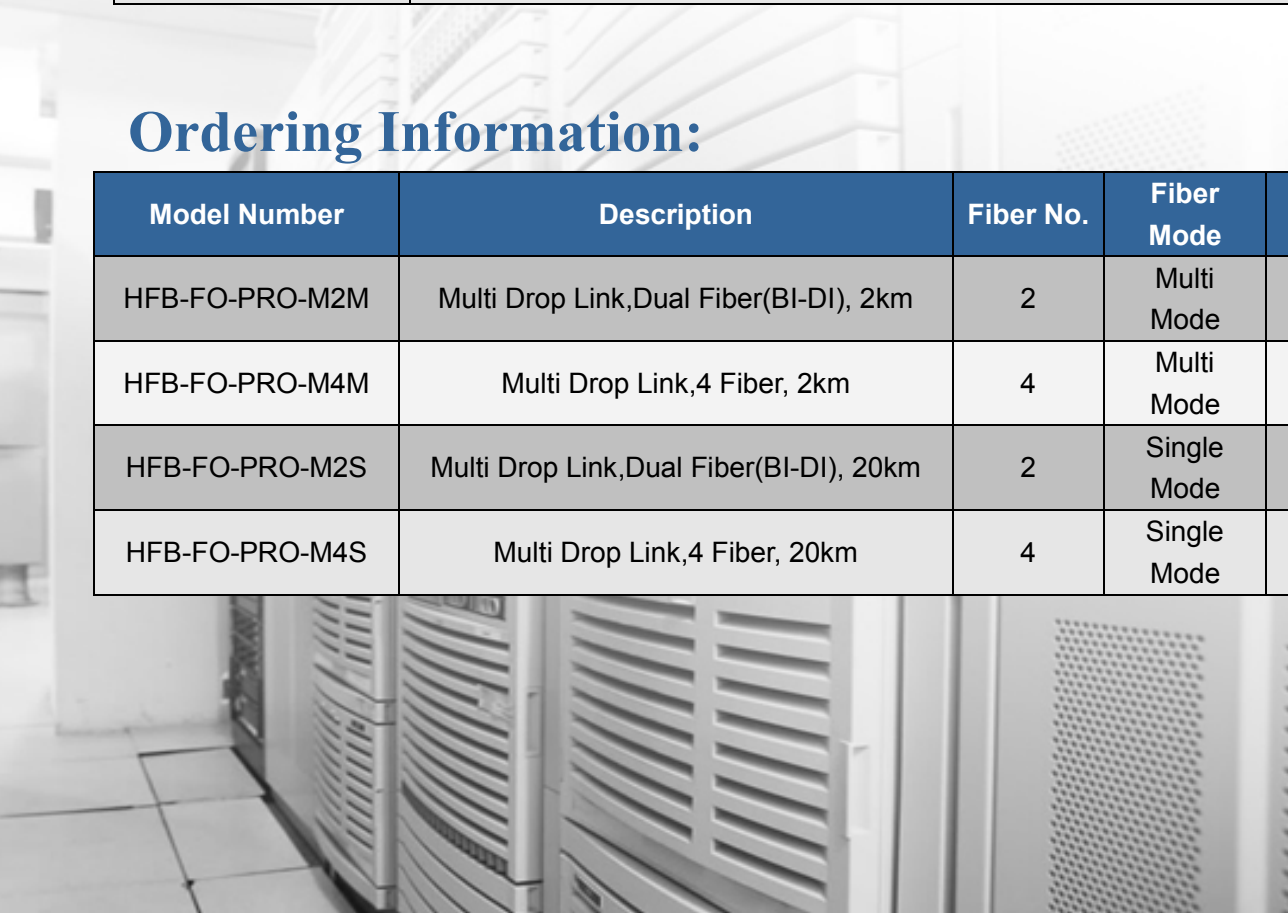 Ordering Information:
Model Number Description Fiber No. Fiber Mode
HFB-FO-PRO-M2M Multi Drop Link,Dual Fiber(BI-DI), 2km 2 Multi Mode
HFB-FO-PRO-M4M Multi Drop Link,4 Fiber, 2km 4 Multi Mode
HFB-FO-PRO-M2S Multi Drop Link,Dual Fiber(BI-DI), 20km 2 Single Mode
HFB-FO-PRO-M4S Multi Drop Link,4 Fiber, 20km 4 Single Mode